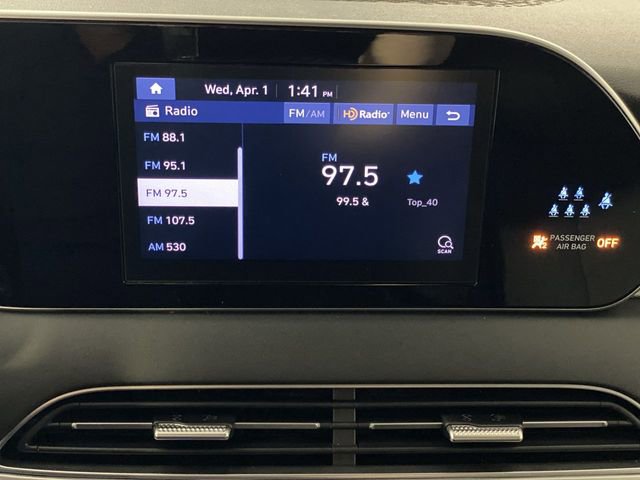 Wed, Apr. 1 1:41 PM
Radio FM/AM HD Radio Menu
FM 88.1
FM 95.1
FM 97.5
FM 107.5
AM 530
FM
97.5
99.5 & Top_40
SCAN
PASSENGER
AIR BAG OFF